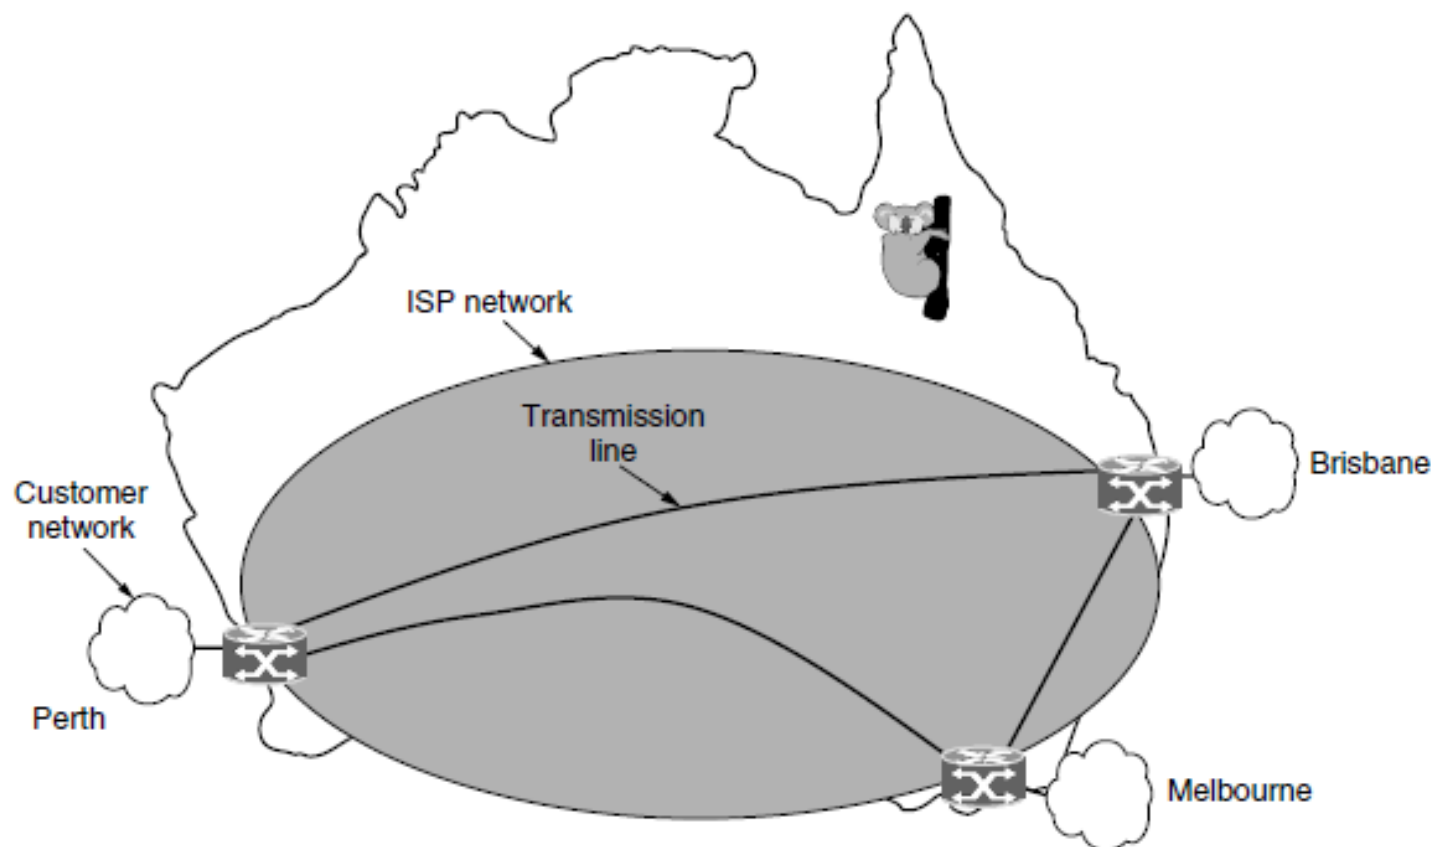 ISP network
Transmission
line
Customer
network
Brisbane
Perth
Melbourne